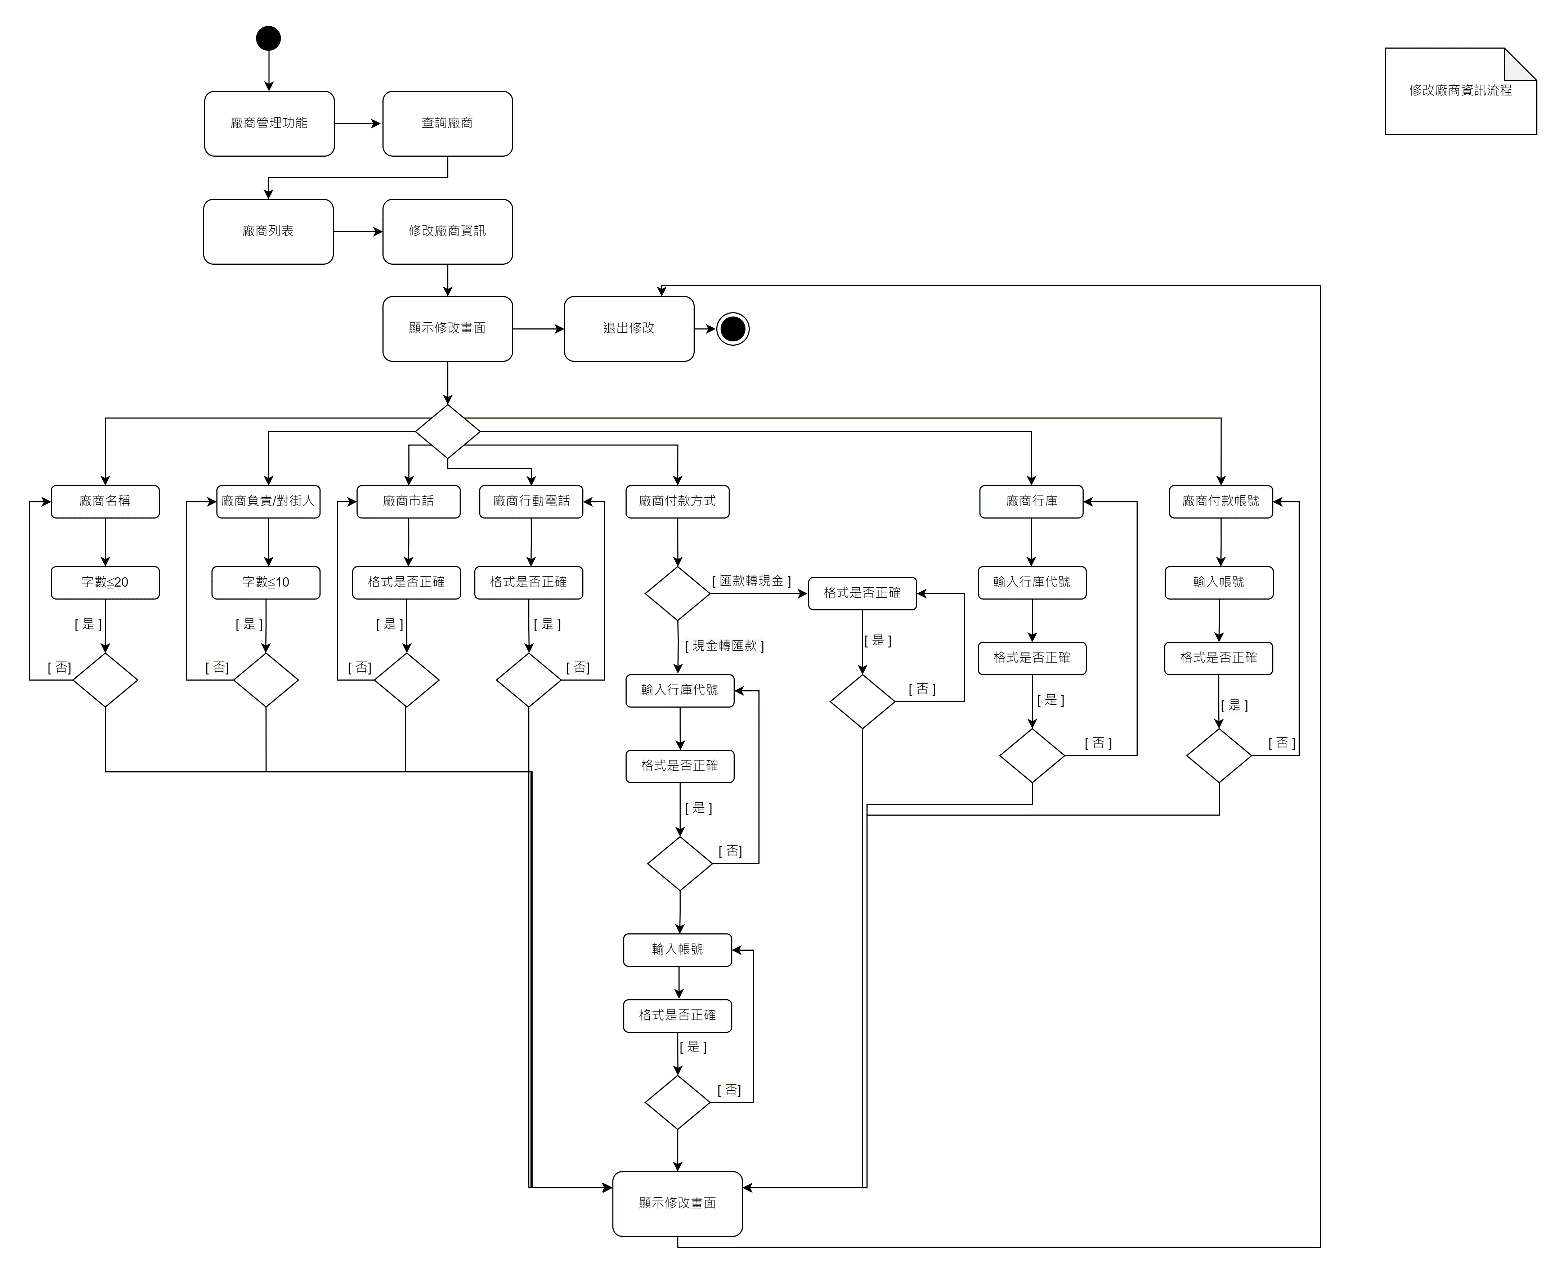 修改廠商資訊流程
廠商管理功能
查詢廠商
廠商列表
修改廠商資訊
顯示修改畫面
退出修改
廠商名稱
廠商負責/對街人
廠商市話
廠商行動電話
廠商付款方式
廠商行庫
廠商付款帳號
字數≤20
字數≤10
格式是否正確
格式是否正確
[ 匯款轉現金 ]
格式是否正確
輸入行庫代號
輸入帳號
[ 是 ]
[ 是 ]
[ 是 ]
[ 是 ]
[ 現金轉匯款 ]
[ 是 ]
格式是否正確
格式是否正確
[ 否]
[ 否]
[ 否]
[ 否 ]
輸入行庫代號
[ 否 ]
[ 是 ]
[ 是 ]
格式是否正確
[ 否 ]
[ 否 ]
[ 是 ]
[ 否]
輸入帳號
格式是否正確
[ 是 ]
[ 否]
顯示修改畫面